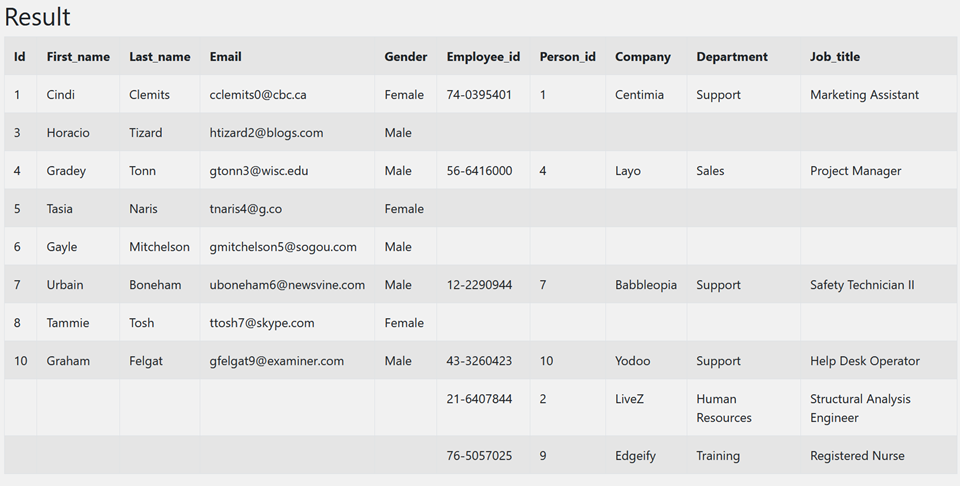 Result
Id First_name Last_name Email Gender Employee_id Person_id Company Department Job_title
1 Cindi Clemits cclemits0@cbc.ca Female 74-0395401 1 Centimia Support Marketing Assistant
3 Horacio Tizard htizard2@blogs.com Male
4 Gradey Tonn gtonn3@wisc.edu Male 56-6416000 4 Layo Sales Project Manager
5 Tasia Naris tnaris4@g.co Female
6 Gayle Mitchelson gmitchelson5@sogou.com Male
7 Urbain Boneham uboneham6@newsvine.com Male 12-2290944 7 Babbleopia Support Safety Technician II
8 Tammie Tosh ttosh7@skype.com Female
10 Graham Felgat gfelgat9@examiner.com Male 43-3260423 10 Yodoo Support Help Desk Operator
21-6407844 2 LiveZ Human Structural Analysis
Resources Engineer
76-5057025 9 Edgeify Training Registered Nurse